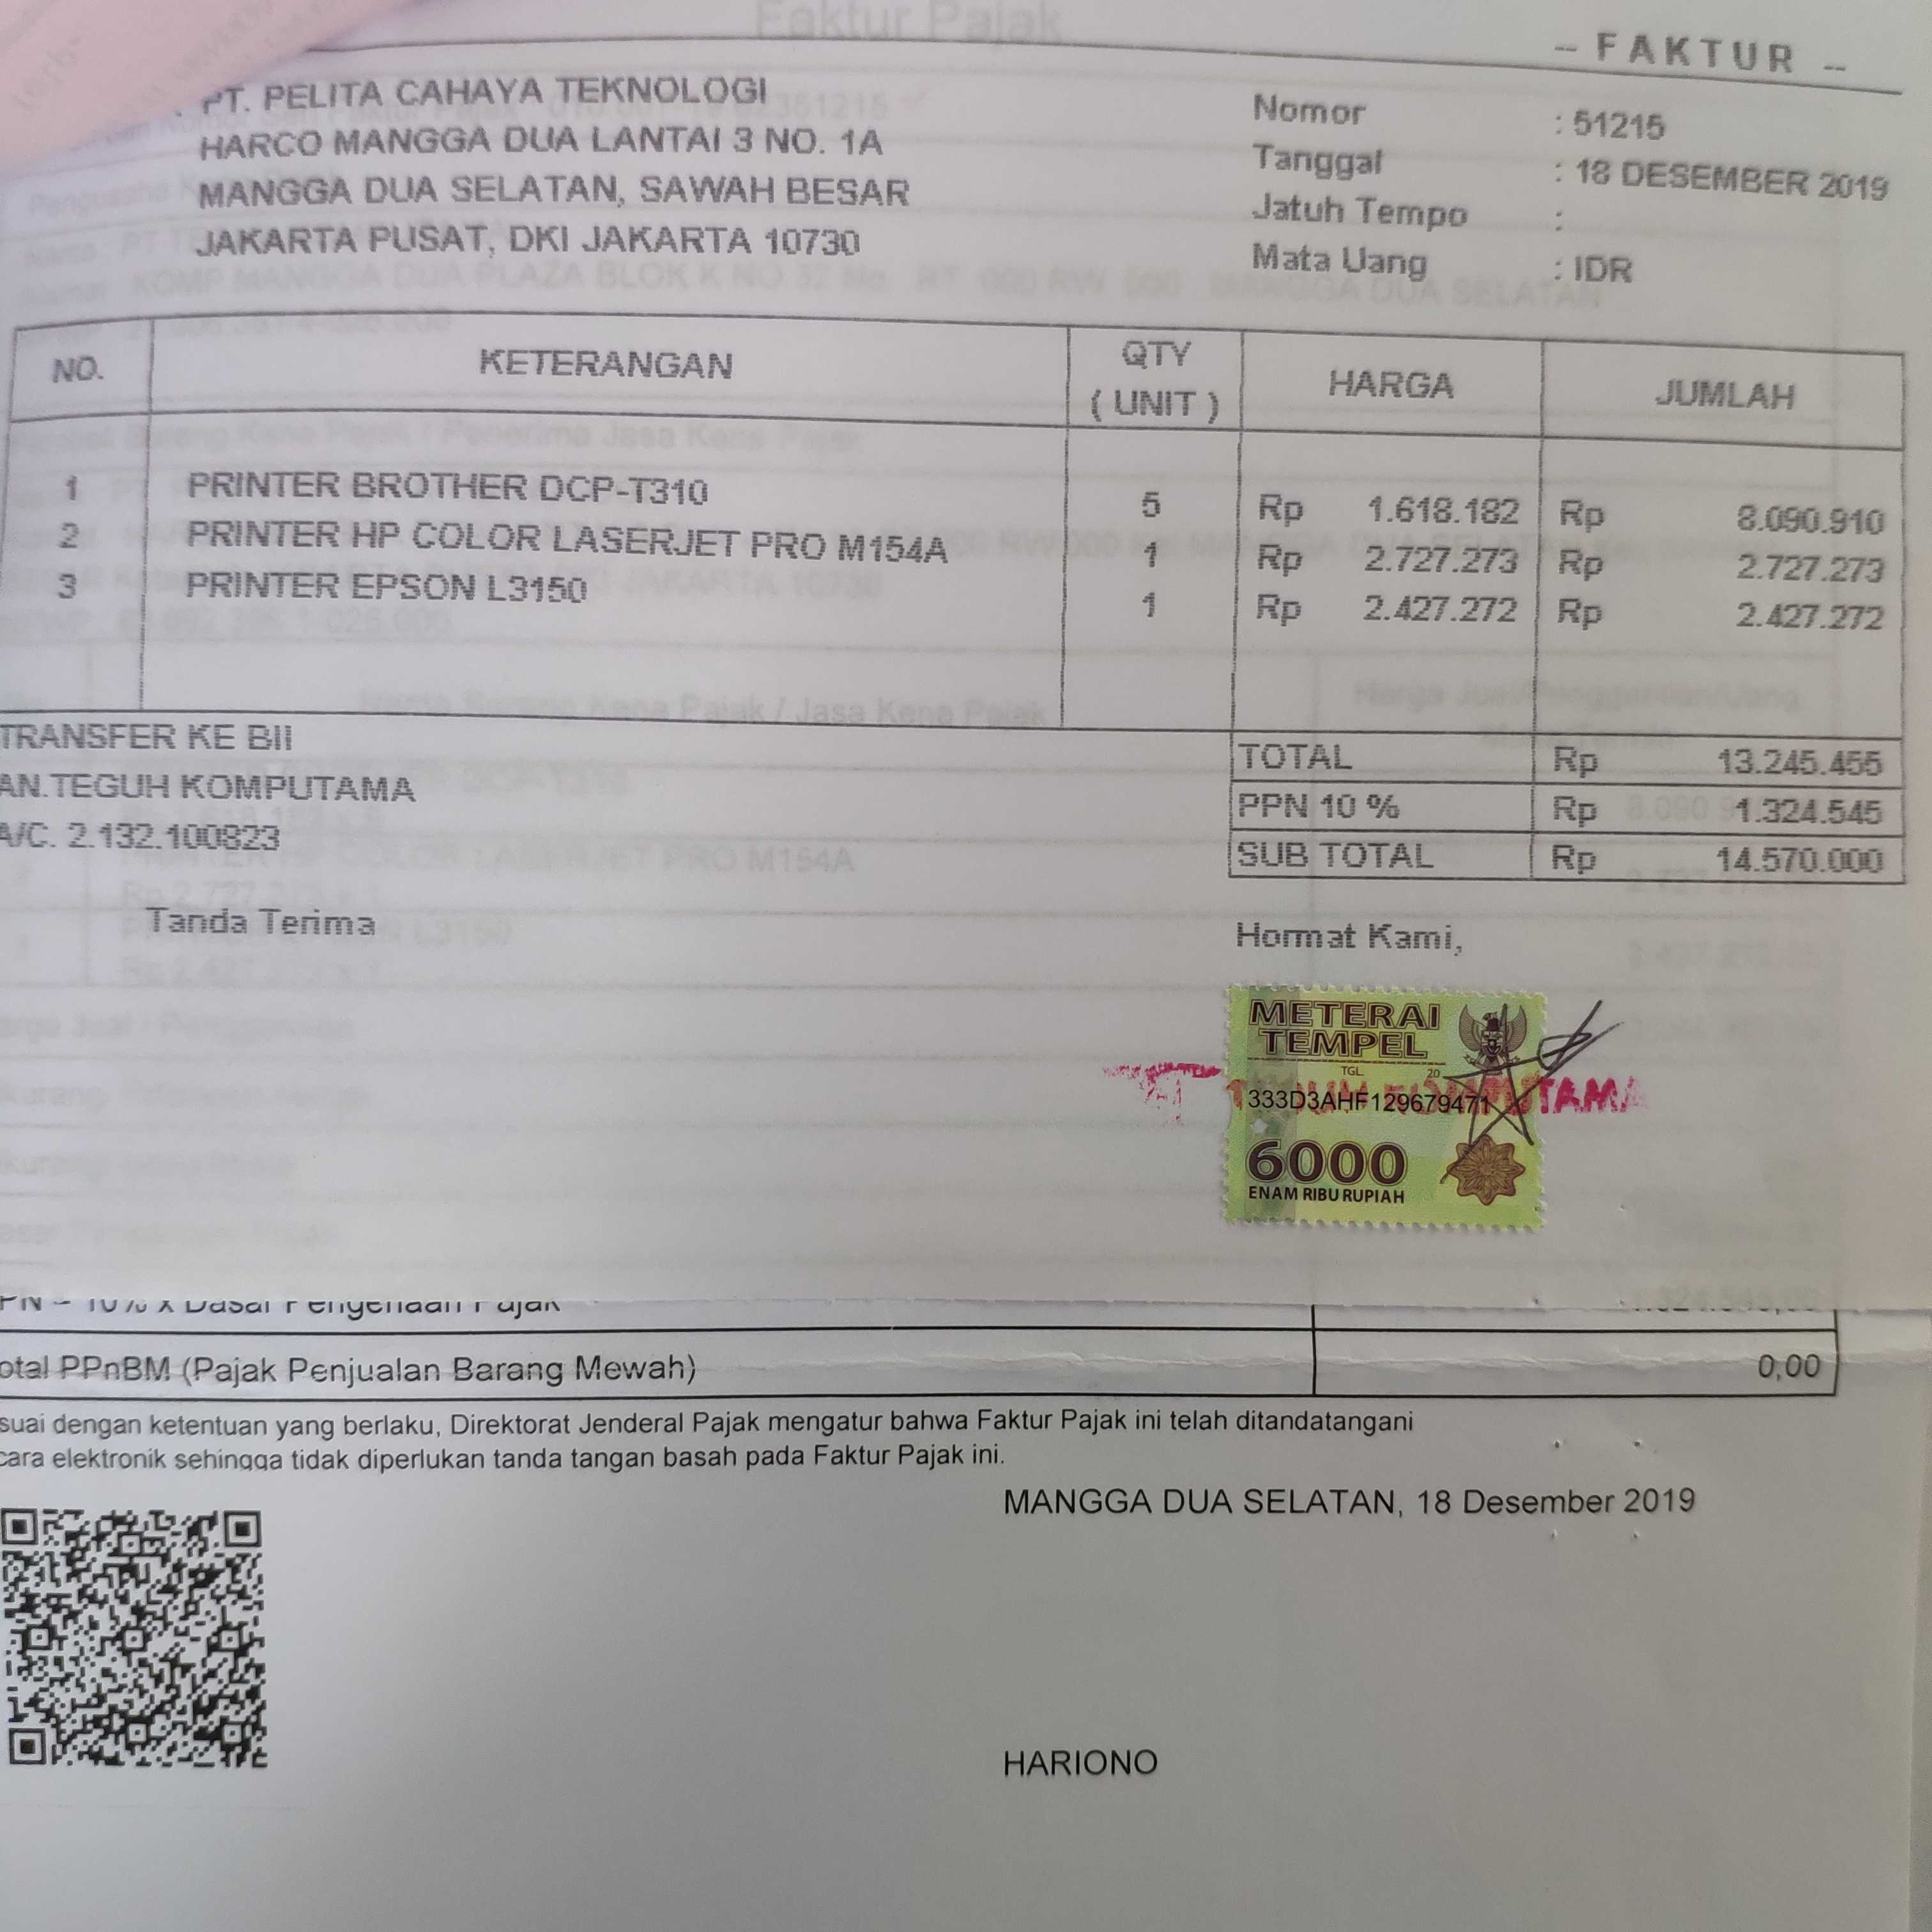 -- FAKTUR --
PT. PELITA CAHAYA TEKNOLOGI
HARCO MANGGA DUA LANTAI 3 NO. 1A
MANGGA DUA SELATAN, SAWAH BESAR
JAKARTA PUSAT, DKI JAKARTA 10730
Nomor : 51215
Tanggal : 18 DESEMBER 2019
Jatuh Tempo :
Mata Uang : IDR
NO. KETERANGAN QTY ( UNIT ) HARGA JUMLAH
1 PRINTER BROTHER DCP-T310 5 Rp 1.618.182 Rp 8.090.910
2 PRINTER HP COLOR LASERJET PRO M154A 1 Rp 2.727.273 Rp 2.727.273
3 PRINTER EPSON L3150 1 Rp 2.427.272 Rp 2.427.272
TRANSFER KE BII
AN.TEGUH KOMPUTAMA
A/C. 2.132.100823
TOTAL Rp 13.245.455
PPN 10 % Rp 1.324.545
SUB TOTAL Rp 14.570.000
Tanda Terima
Hormat Kami,
METERAI
TEMPEL
TGL 20
333D3AHF129679471
6000
ENAM RIBU RUPIAH
PN = 10% x Dasar Pengenaan Pajak
otal PPnBM (Pajak Penjualan Barang Mewah) 0,00
suai dengan ketentuan yang berlaku, Direktorat Jenderal Pajak mengatur bahwa Faktur Pajak ini telah ditandatangani
cara elektronik sehingga tidak diperlukan tanda tangan basah pada Faktur Pajak ini.
MANGGA DUA SELATAN, 18 Desember 2019
HARIONO